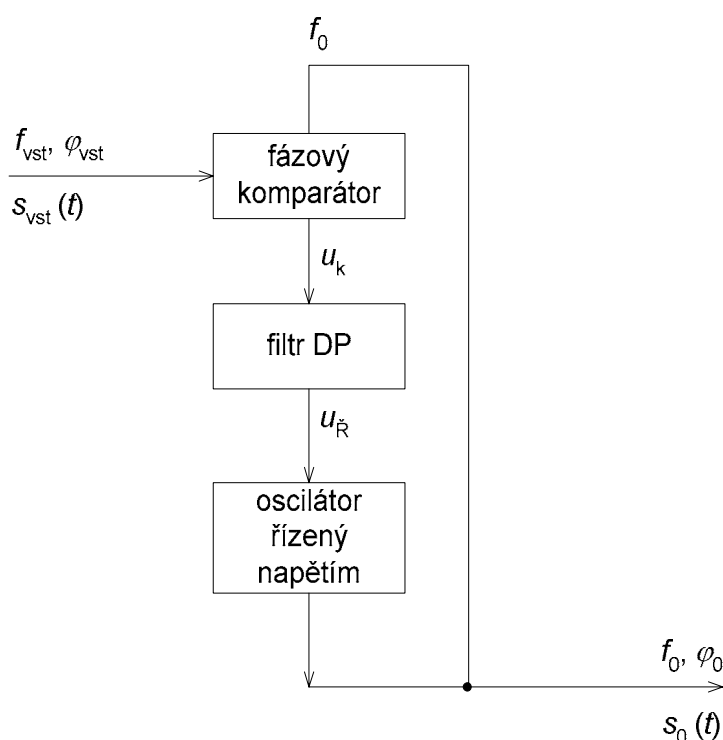 f0
fvst, φvst
svst (t)
fázový
komparátor
uk
filtr DP
uŘ
oscilátor
řízený
napětím
f0, φ0
s0 (t)